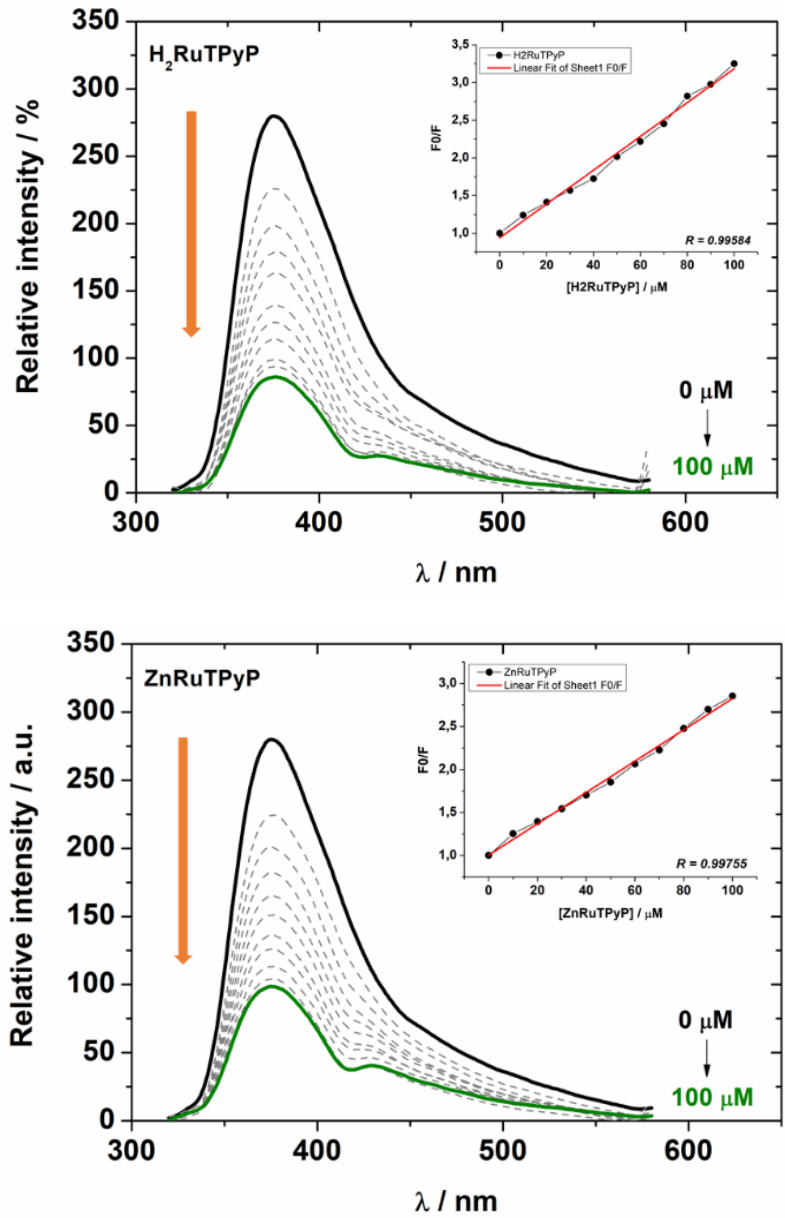 H2RuTPyP
Relative intensity / %
350
300
250
200
150
100
50
0
300
400
500
600
λ / nm
0 μM
100 μM
H2RuTPyP
Linear Fit of Sheet1 F0/F
F0/F
3,5
3,0
2,5
2,0
1,5
1,0
0
20
40
60
80
100
[H2RuTPyP] / μM
R = 0.99584
ZnRuTPyP
Relative intensity / a.u.
350
300
250
200
150
100
50
0
300
400
500
600
λ / nm
0 μM
100 μM
ZnRuTPyP
Linear Fit of Sheet1 F0/F
F0/F
3,0
2,5
2,0
1,5
1,0
0
20
40
60
80
100
[ZnRuTPyP] / μM
R = 0.99755